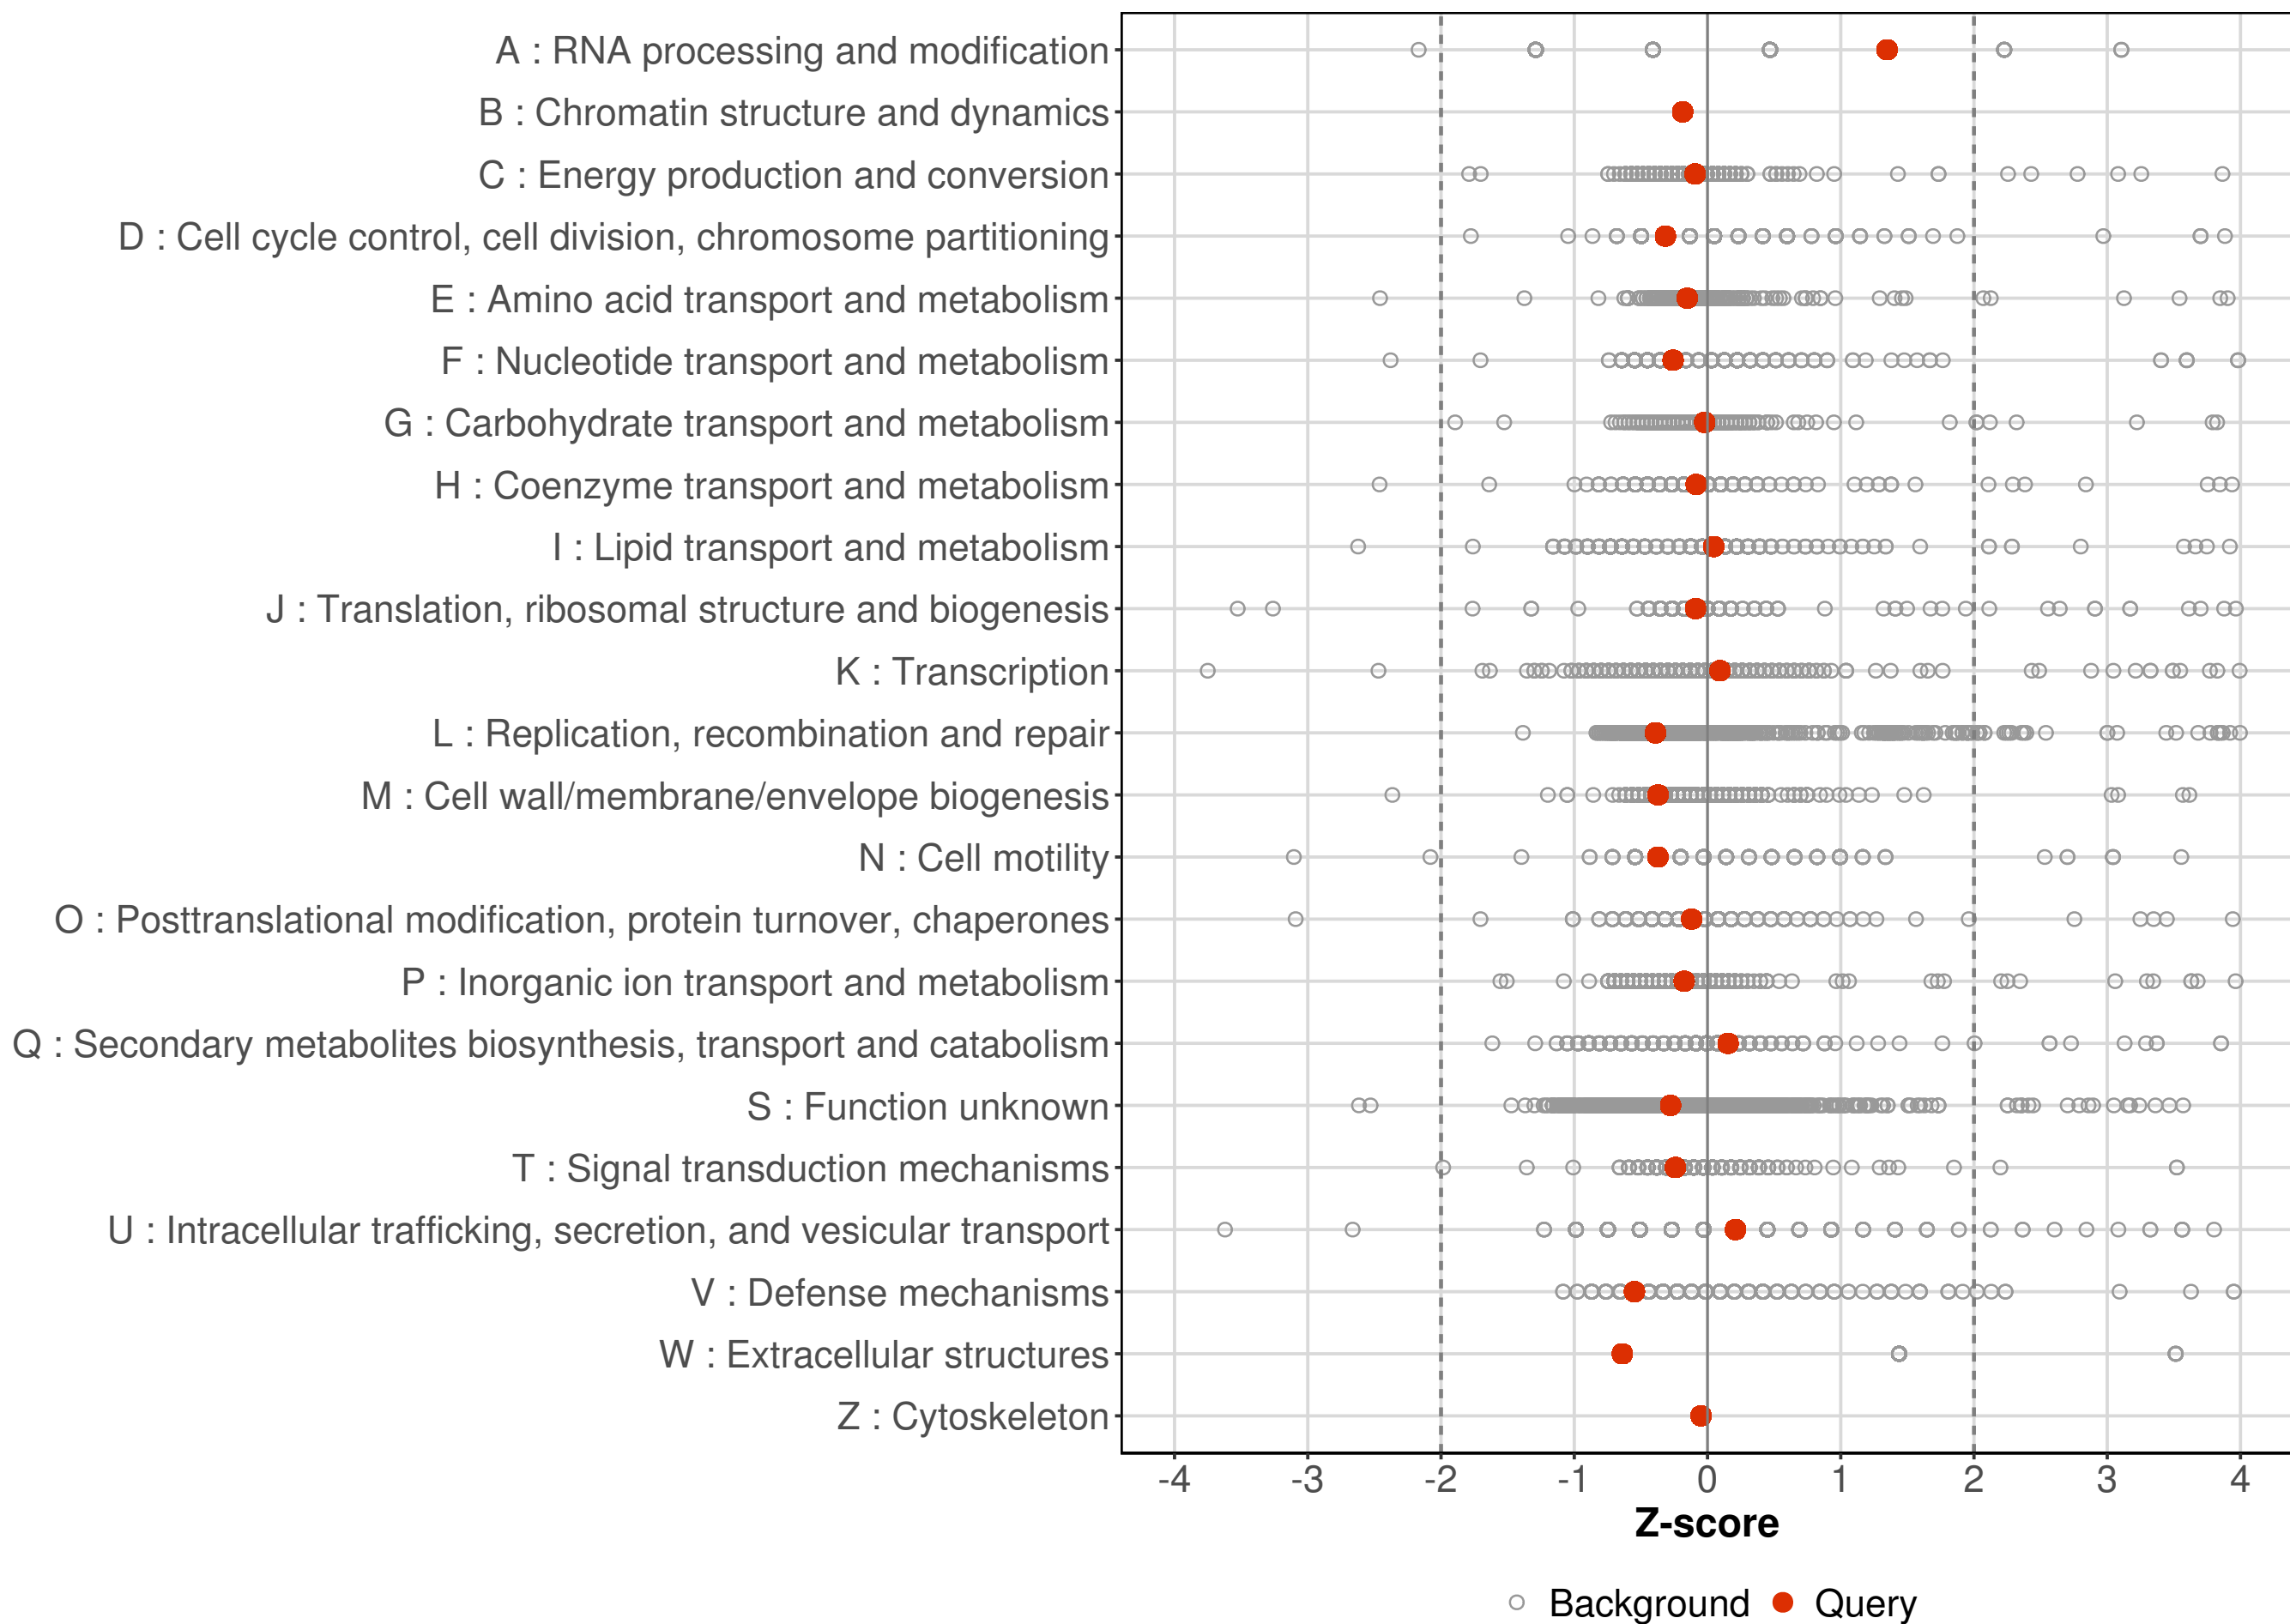 A : RNA processing and modification
B : Chromatin structure and dynamics
C : Energy production and conversion
D : Cell cycle control, cell division, chromosome partitioning
E : Amino acid transport and metabolism
F : Nucleotide transport and metabolism
G : Carbohydrate transport and metabolism
H : Coenzyme transport and metabolism
I : Lipid transport and metabolism
J : Translation, ribosomal structure and biogenesis
K : Transcription
L : Replication, recombination and repair
M : Cell wall/membrane/envelope biogenesis
N : Cell motility
O : Posttranslational modification, protein turnover, chaperones
P : Inorganic ion transport and metabolism
Q : Secondary metabolites biosynthesis, transport and catabolism
S : Function unknown
T : Signal transduction mechanisms
U : Intracellular trafficking, secretion, and vesicular transport
V : Defense mechanisms
W : Extracellular structures
Z : Cytoskeleton
-4 -3 -2 -1 0 1 2 3 4
Z-score
Background Query